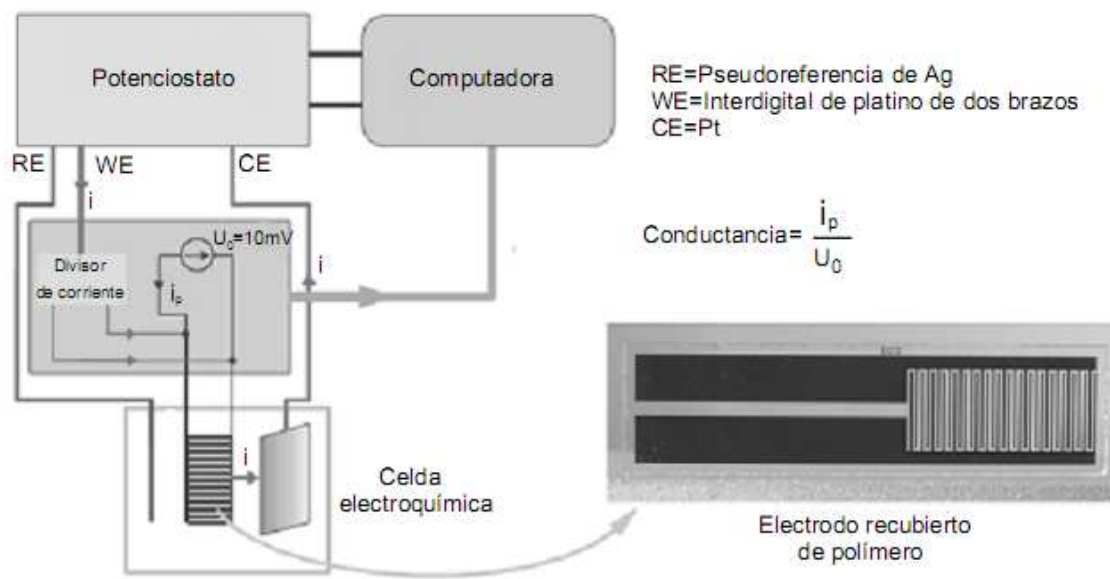 Potenciostato
Computadora
RE=Pseudoreferencia de Ag
WE=Interdigital de platino de dos brazos
CE=Pt
RE
WE
CE
i
U₀=10mV
Divisor
de corriente
iₚ
i
Conductancia= iₚ / U₀
i
Celda
electroquímica
Electrodo recubierto
de polímero